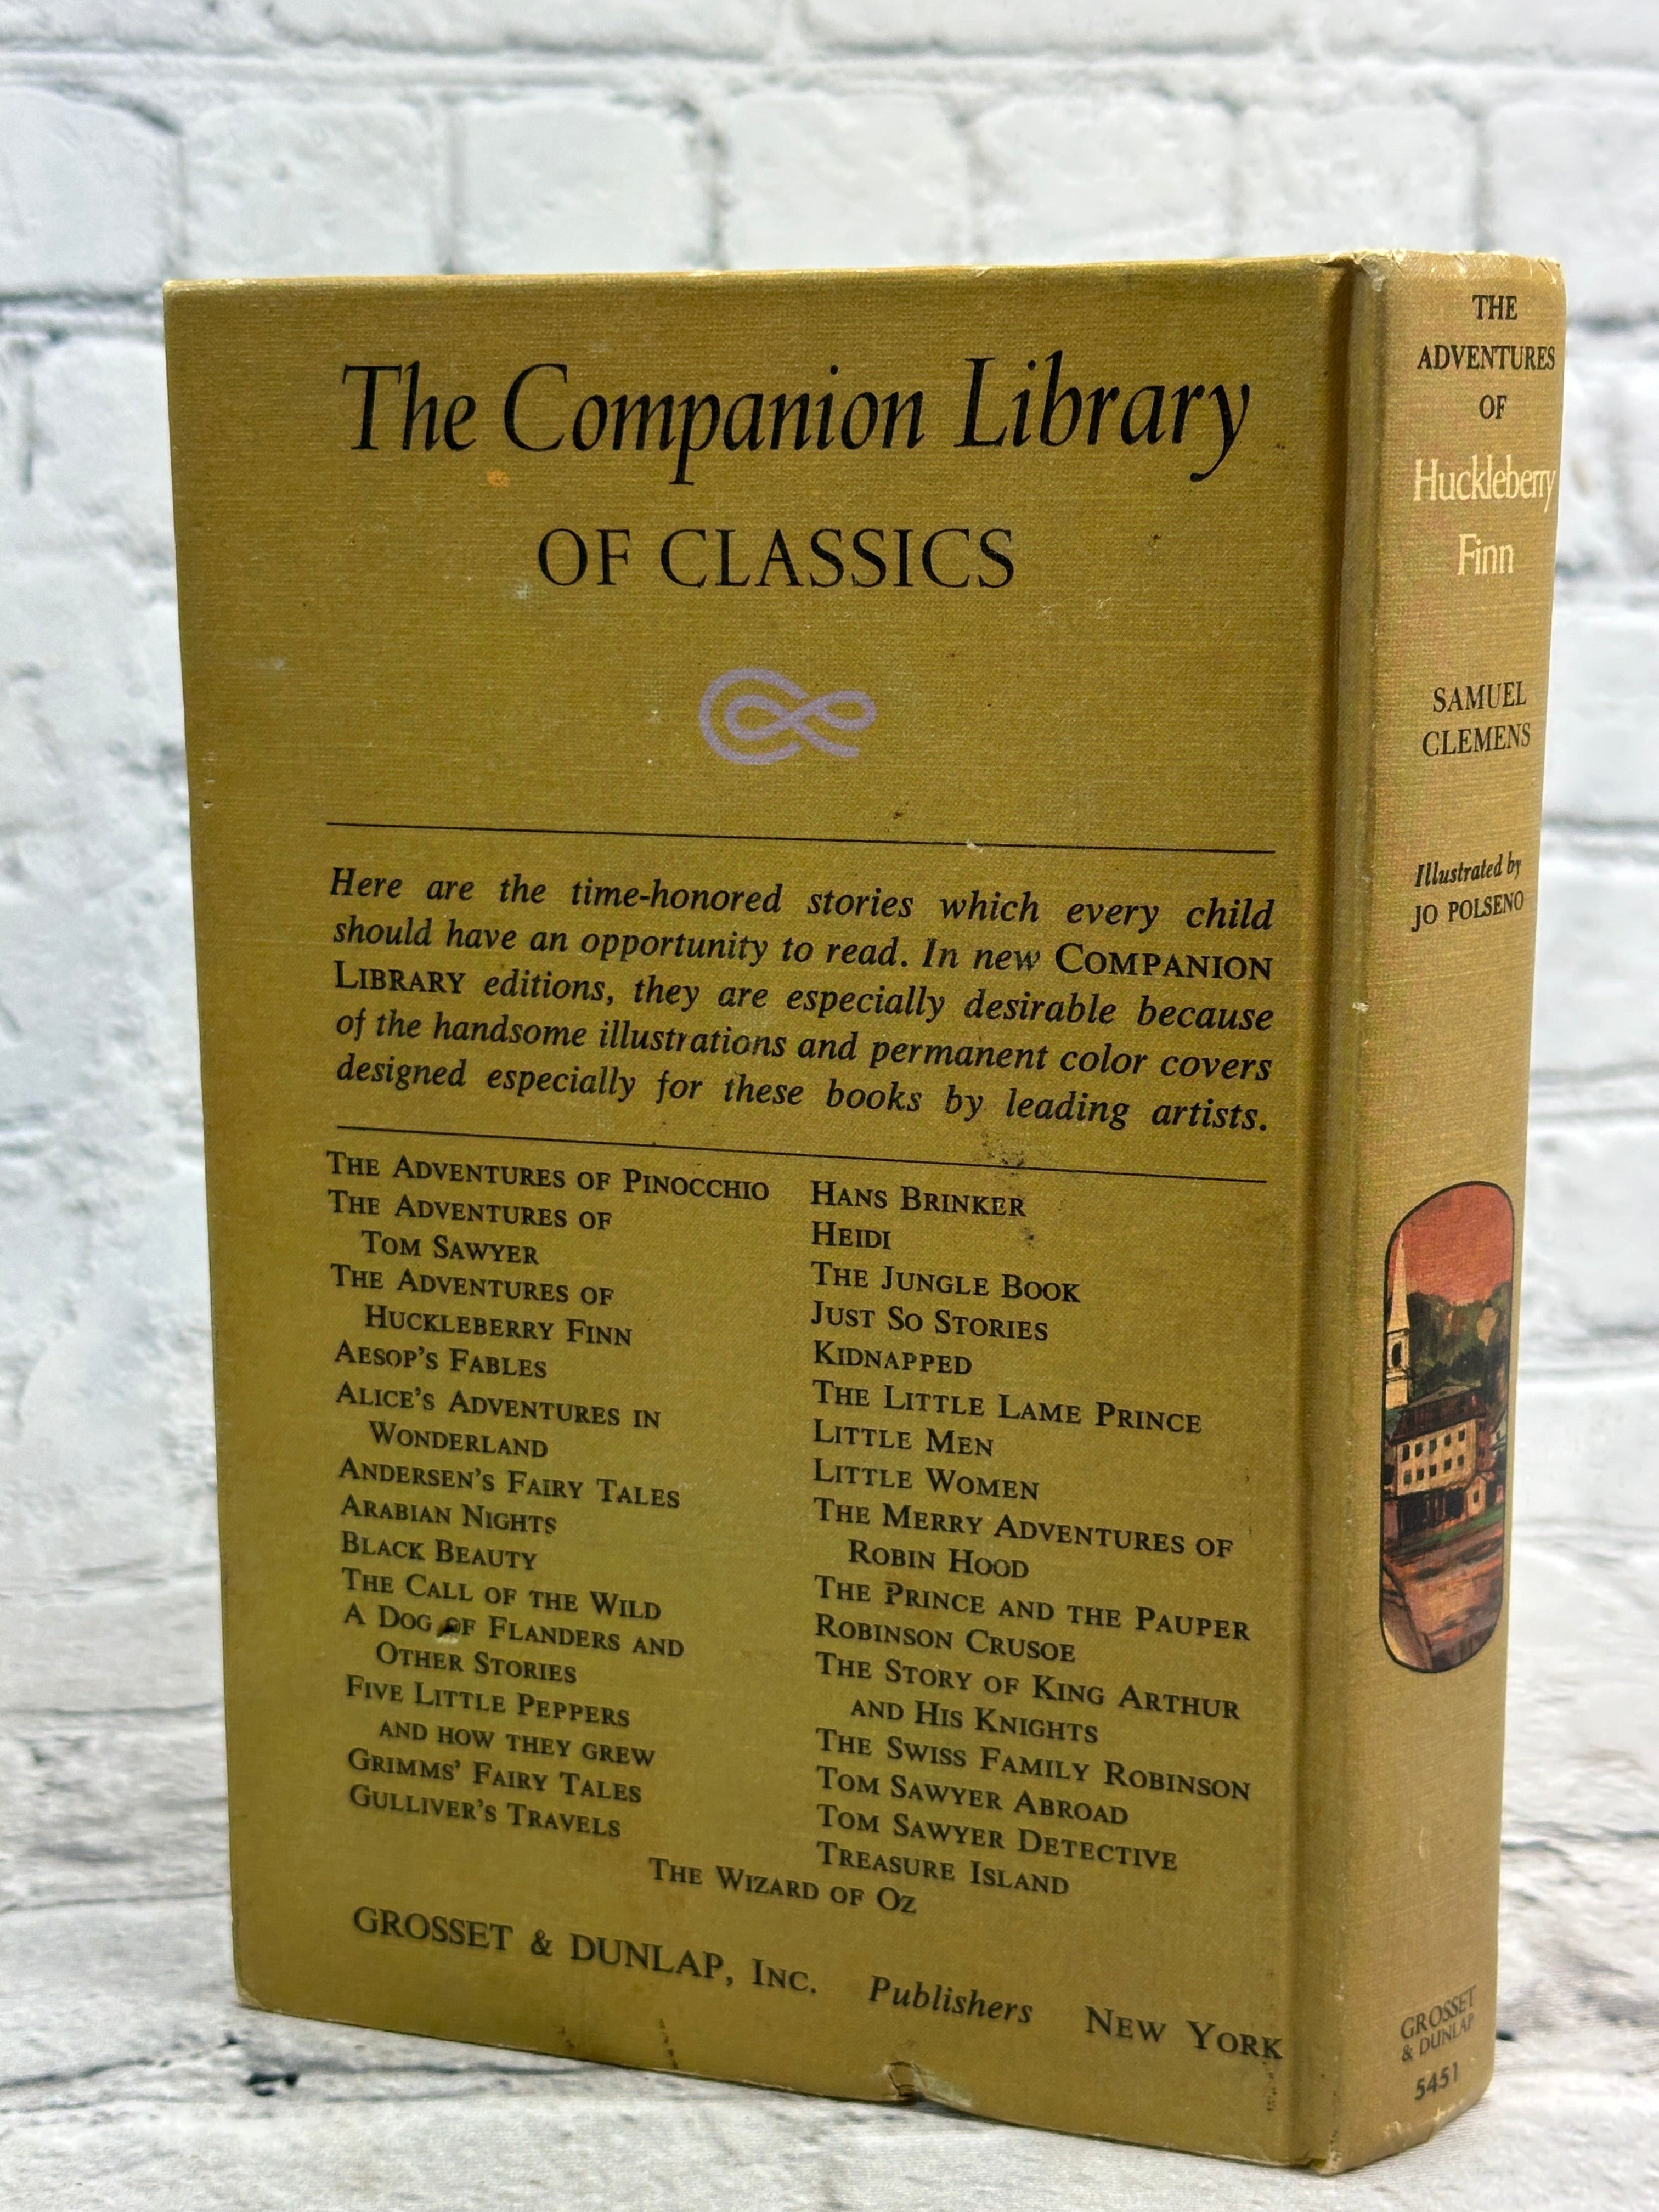 The Companion Library
OF CLASSICS
Here are the time-honored stories which every child
should have an opportunity to read. In new COMPANION
LIBRARY editions, they are especially desirable because
of the handsome illustrations and permanent color covers
designed especially for these books by leading artists.
THE ADVENTURES OF PINOCCHIO
THE ADVENTURES OF
TOM SAWYER
THE ADVENTURES OF
HUCKLEBERRY FINN
AESOP'S FABLES
ALICE'S ADVENTURES IN
WONDERLAND
ANDERSEN'S FAIRY TALES
ARABIAN NIGHTS
BLACK BEAUTY
THE CALL OF THE WILD
A DOG OF FLANDERS AND
OTHER STORIES
FIVE LITTLE PEPPERS
AND HOW THEY GREW
GRIMMS' FAIRY TALES
GULLIVER'S TRAVELS
HANS BRINKER
HEIDI
THE JUNGLE BOOK
JUST SO STORIES
KIDNAPPED
THE LITTLE LAME PRINCE
LITTLE MEN
LITTLE WOMEN
THE MERRY ADVENTURES OF
ROBIN HOOD
THE PRINCE AND THE PAUPER
ROBINSON CRUSOE
THE STORY OF KING ARTHUR
AND HIS KNIGHTS
THE SWISS FAMILY ROBINSON
TOM SAWYER ABROAD
TOM SAWYER DETECTIVE
TREASURE ISLAND
THE WIZARD OF OZ
GROSSET & DUNLAP, INC. Publishers NEW YORK
THE
ADVENTURES
OF
Huckleberry
Finn
SAMUEL
CLEMENS
Illustrated by
JO POLSENO
GROSSET
& DUNLAP
5451